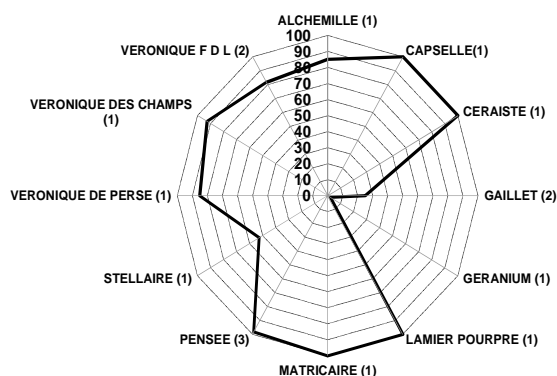 ALCHEMILLE (1)
CAPSELLE(1)
CERAISTE (1)
GAILLET (2)
GERANIUM (1)
LAMIER POURPRE (1)
MATRICAIRE (1)
PENSEE (3)
STELLAIRE (1)
VERONIQUE DE PERSE (1)
VERONIQUE DES CHAMPS
(1)
VERONIQUE F D L (2)
100
90
80
70
60
50
40
30
20
10
0